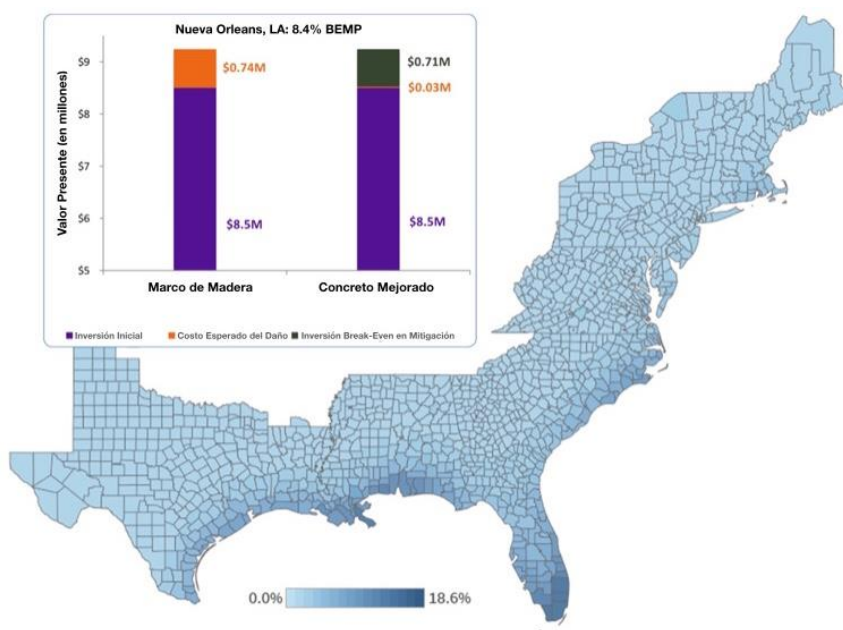 Nueva Orleans, LA: 8.4% BEMP
Valor Presente (en millones)
$9
$8
$7
$6
$5
$0.74M
$8.5M
$0.71M
$0.03M
$8.5M
Marco de Madera
Concreto Mejorado
Inversión Inicial
Costo Esperado del Daño
Inversión Break-Even en Mitigación
0.0%
18.6%